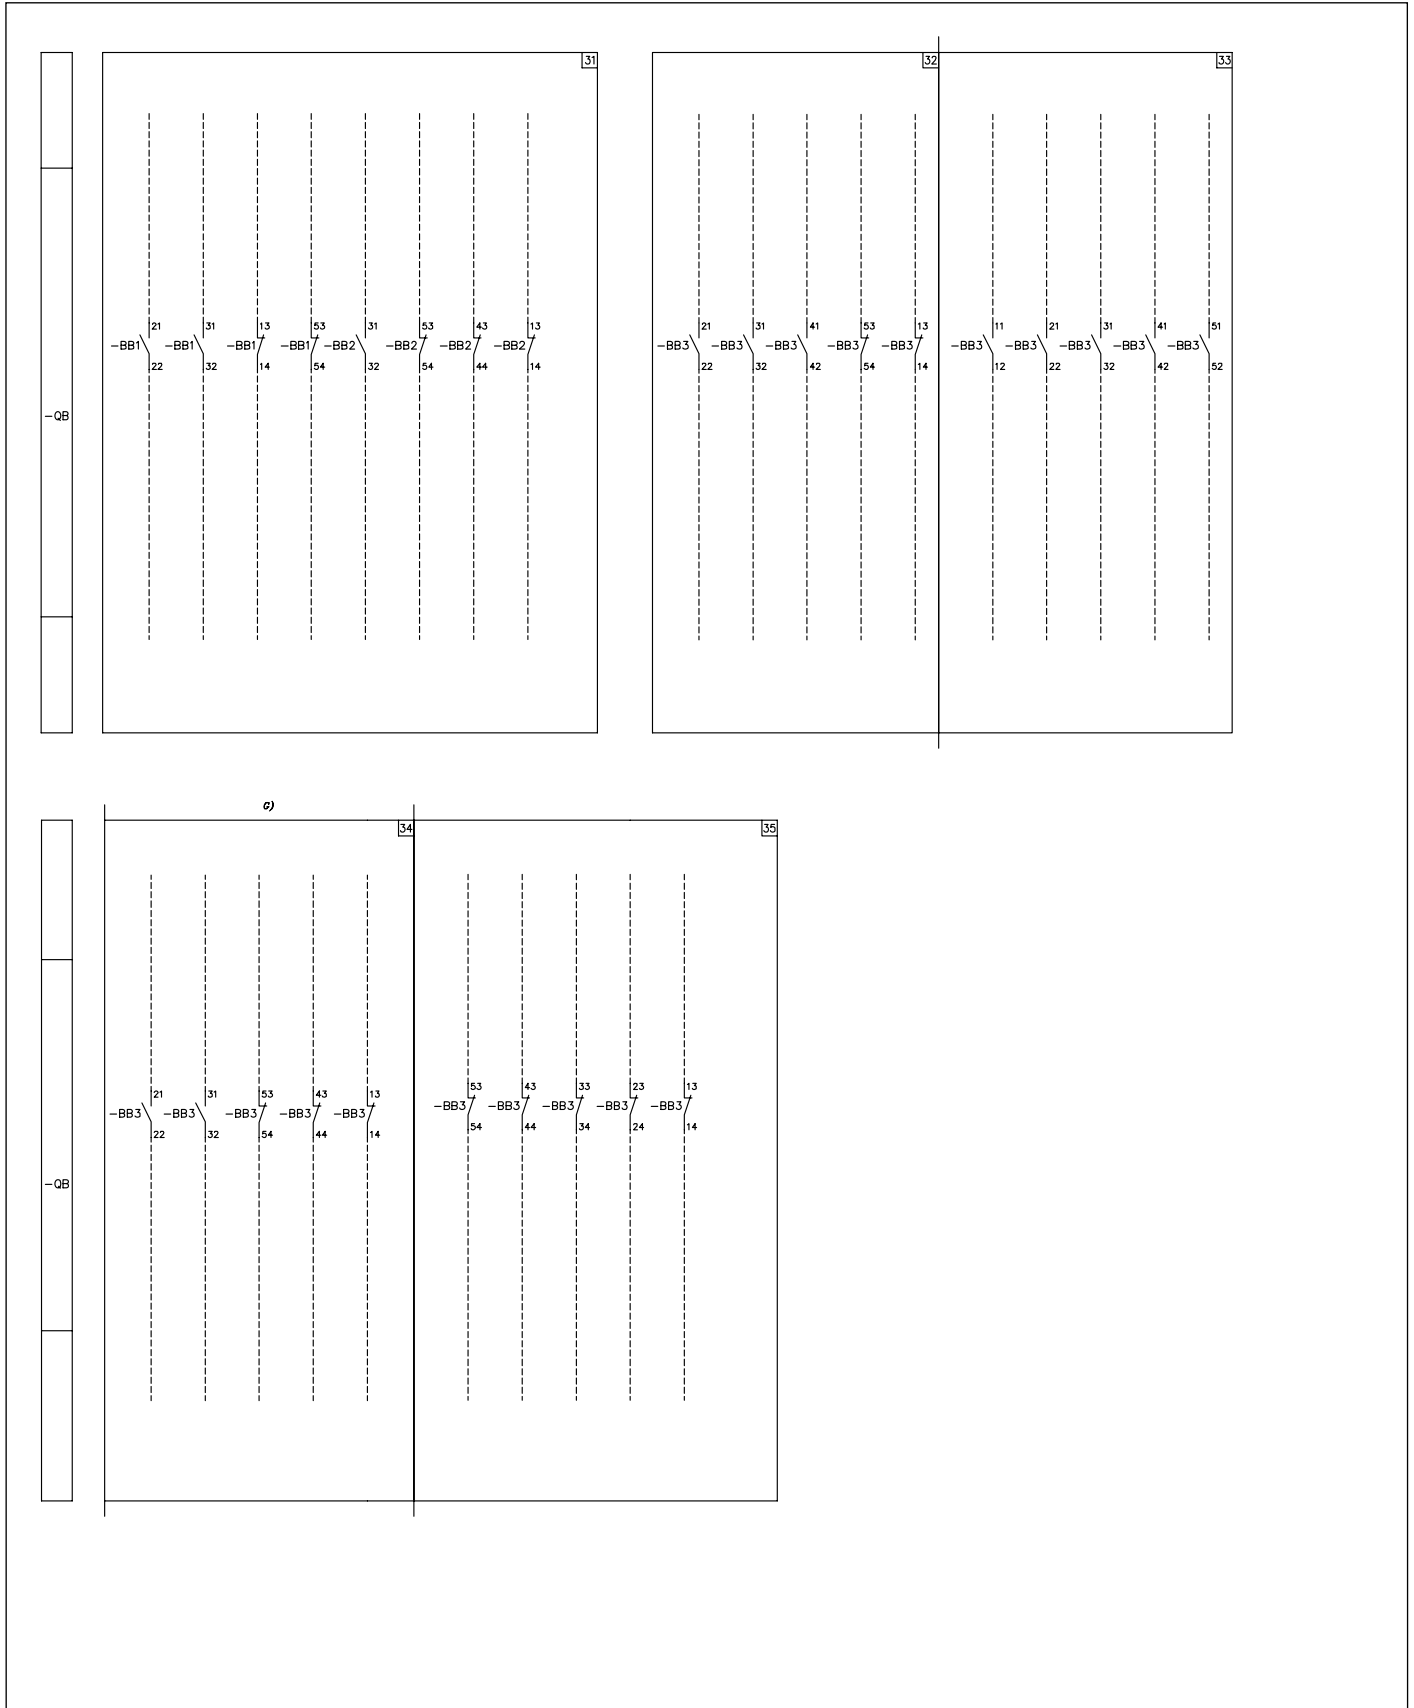 31
32
33
21 31 13 53 31 53 43 13
21 31 41 53 13
11 21 31 41 51
-BB1 -BB1 -BB1 -BB1 -BB2 -BB2 -BB2 -BB2
-BB3 -BB3 -BB3 -BB3 -BB3
-BB3 -BB3 -BB3 -BB3 -BB3
22 32 14 54 32 54 44 14
22 32 42 54 14
12 22 32 42 52
-QB
G)
34
35
21 31 53 43 13
53 43 33 23 13
-BB3 -BB3 -BB3 -BB3 -BB3
-BB3 -BB3 -BB3 -BB3 -BB3
22 32 54 44 14
54 44 34 24 14
-QB